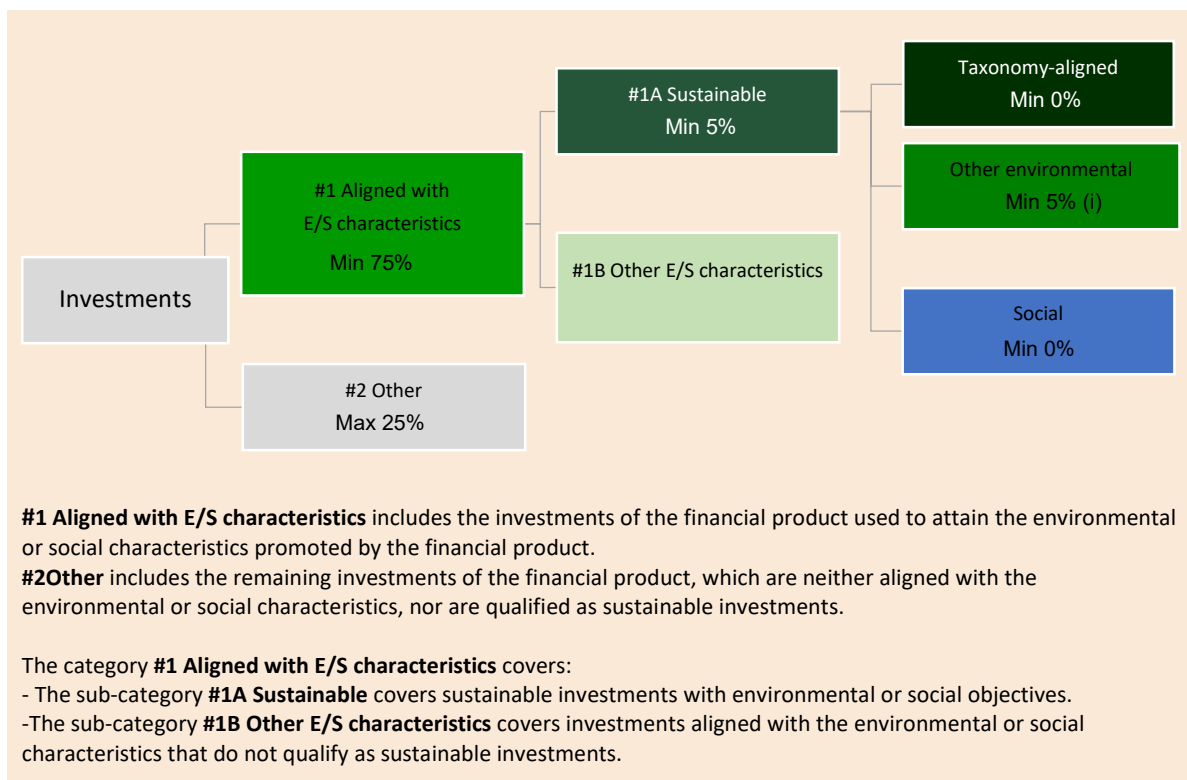 Investments
#1 Aligned with
E/S characteristics
Min 75%
#2 Other
Max 25%
#1A Sustainable
Min 5%
#1B Other E/S characteristics
Taxonomy-aligned
Min 0%
Other environmental
Min 5% (i)
Social
Min 0%
#1 Aligned with E/S characteristics includes the investments of the financial product used to attain the environmental
or social characteristics promoted by the financial product.
#2Other includes the remaining investments of the financial product, which are neither aligned with the
environmental or social characteristics, nor are qualified as sustainable investments.
The category #1 Aligned with E/S characteristics covers:
- The sub-category #1A Sustainable covers sustainable investments with environmental or social objectives.
-The sub-category #1B Other E/S characteristics covers investments aligned with the environmental or social
characteristics that do not qualify as sustainable investments.